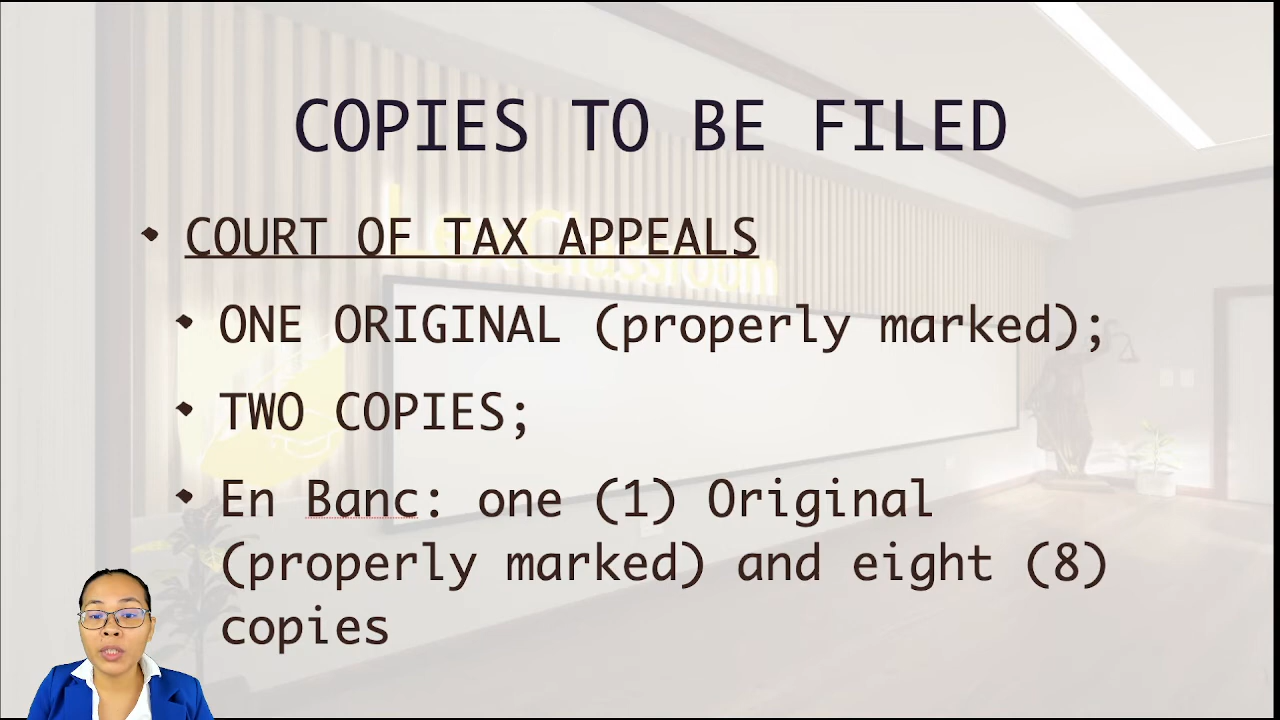 COPIES TO BE FILED
COURT OF TAX APPEALS
ONE ORIGINAL (properly marked);
TWO COPIES;
En Banc: one (1) Original
(properly marked) and eight (8)
copies